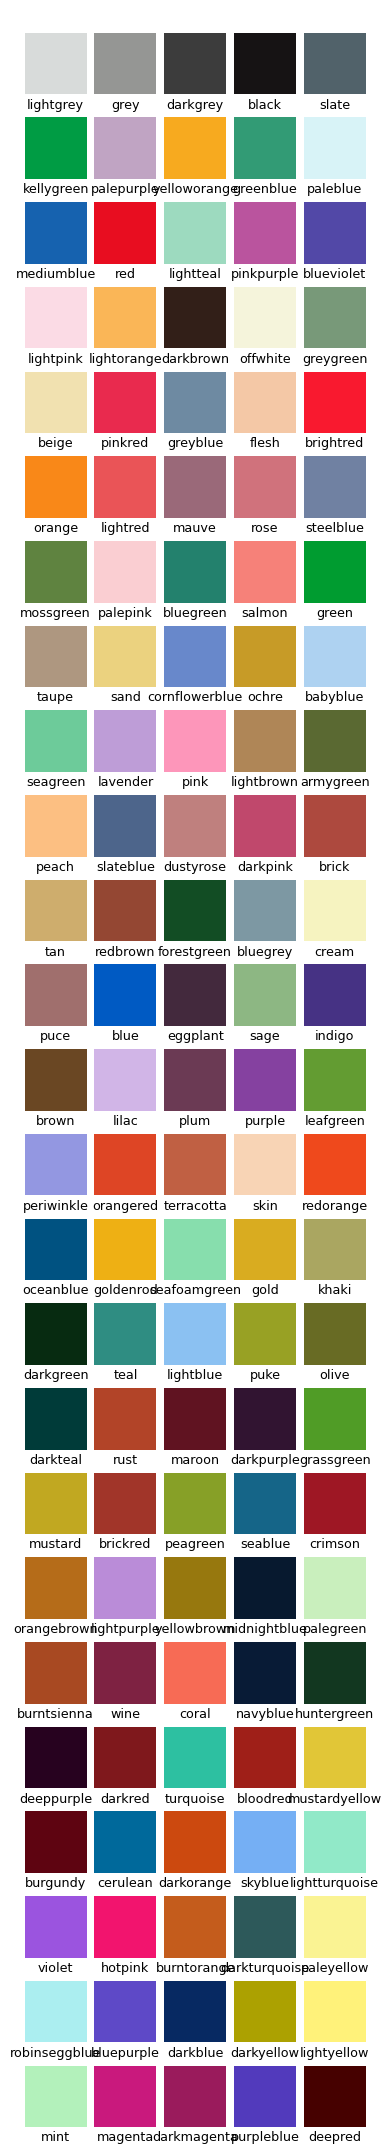 lightgrey grey darkgrey black slate
kellygreen palepurple yelloworange greenblue paleblue
mediumblue red lightteal pinkpurple blueviolet
lightpink lightorange darkbrown offwhite greygreen
beige pinkred greyblue flesh brightred
orange lightred mauve rose steelblue
mossgreen palepink bluegreen salmon green
taupe sand cornflowerblue ochre babyblue
seagreen lavender pink lightbrown armygreen
peach slateblue dustyrose darkpink brick
tan redbrown forestgreen bluegrey cream
puce blue eggplant sage indigo
brown lilac plum purple leafgreen
periwinkle orangered terracotta skin redorange
oceanblue goldenrod seafoamgreen gold khaki
darkgreen teal lightblue puke olive
darkteal rust maroon darkpurple grassgreen
mustard brickred peagreen seablue crimson
orangebrown lightpurple yellowbrown midnightblue palegreen
burntsienna wine coral navyblue huntergreen
deeppurple darkred turquoise bloodred mustardyellow
burgundy cerulean darkorange skyblue lightturquoise
violet hotpink burntorange darkturquoise paleyellow
robinseggblue bluepurple darkblue darkyellow lightyellow
mint magenta darkmagenta purpleblue deepred